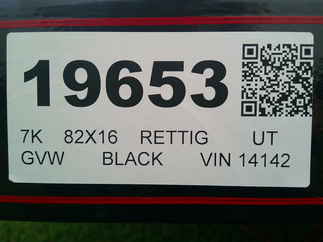 19653
7K 82X16 RETTIG UT
GVW BLACK VIN 14142